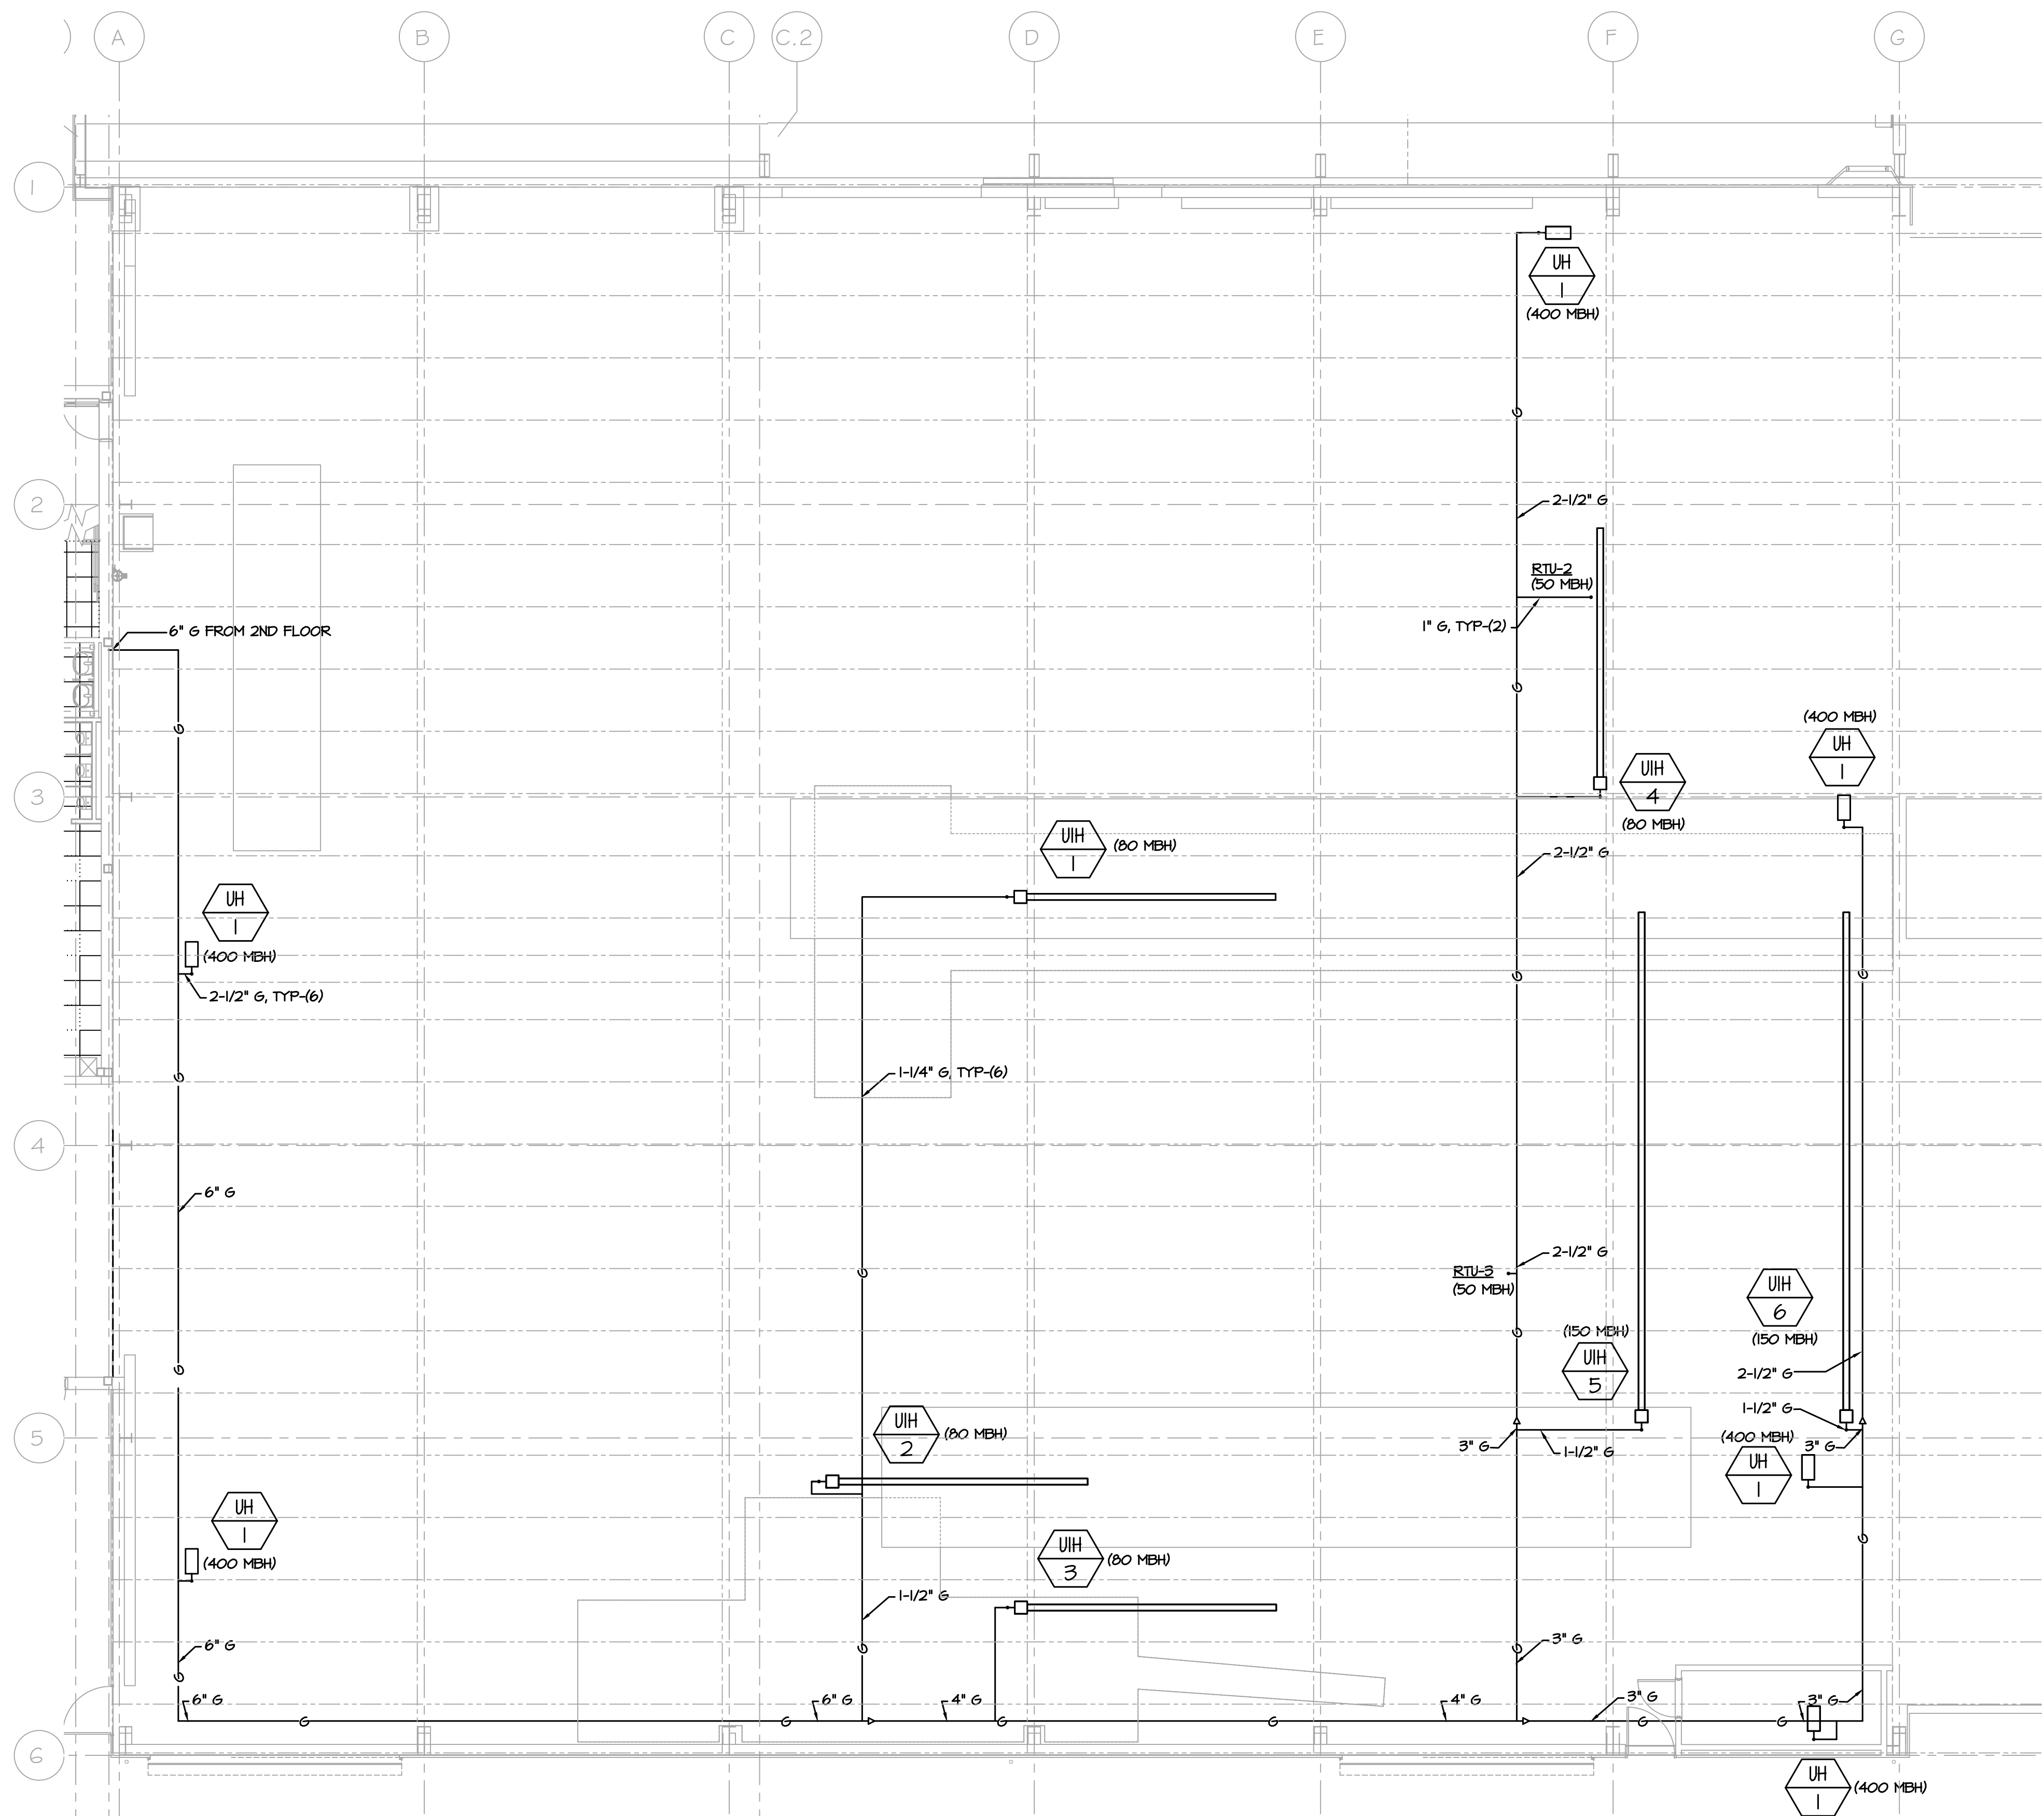 A B C C.2 D E F G
1
UH
1
(400 MBH)
2
2-1/2" G
RTU-2
(50 MBH)
1" G, TYP-(2)
6" G FROM 2ND FLOOR
G
G
G
G
(400 MBH)
UH
1
3
UIH
4
(80 MBH)
UIH
1
(80 MBH)
2-1/2" G
UH
1
(400 MBH)
2-1/2" G, TYP-(6)
G
G
G
1-1/4" G, TYP-(6)
4
6" G
2-1/2" G
RTU-3
(50 MBH)
G
UIH
6
(150 MBH)
(150 MBH)
UIH
5
G
G
2-1/2" G
1-1/2" G
UIH
2
(80 MBH)
5
3" G
1-1/2" G
(400 MBH)
3" G
UH
1
UH
1
(400 MBH)
G
UIH
3
(80 MBH)
1-1/2" G
6" G
G
G
3" G
G
6" G
6" G
4" G
4" G
3" G
3" G
G G G G G G
6
UH
1
(400 MBH)